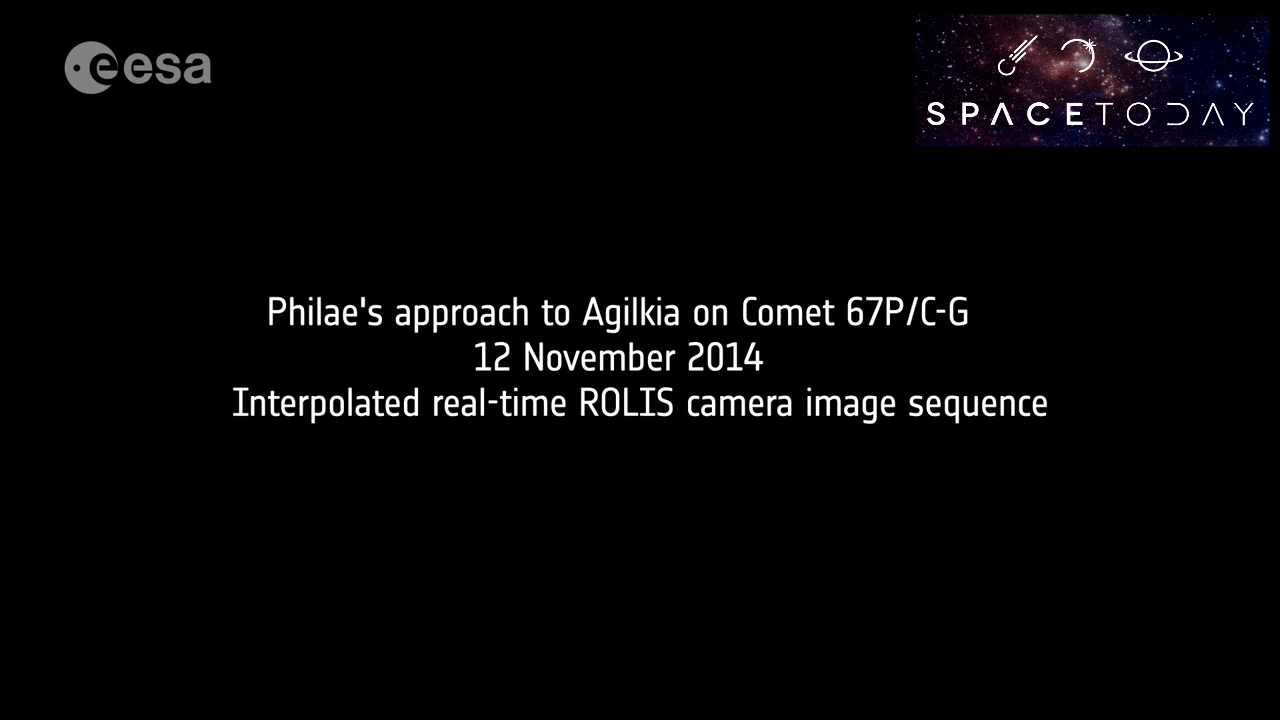 esa
SPACETODAY
Philae's approach to Agilkia on Comet 67P/C-G
12 November 2014
Interpolated real-time ROLIS camera image sequence